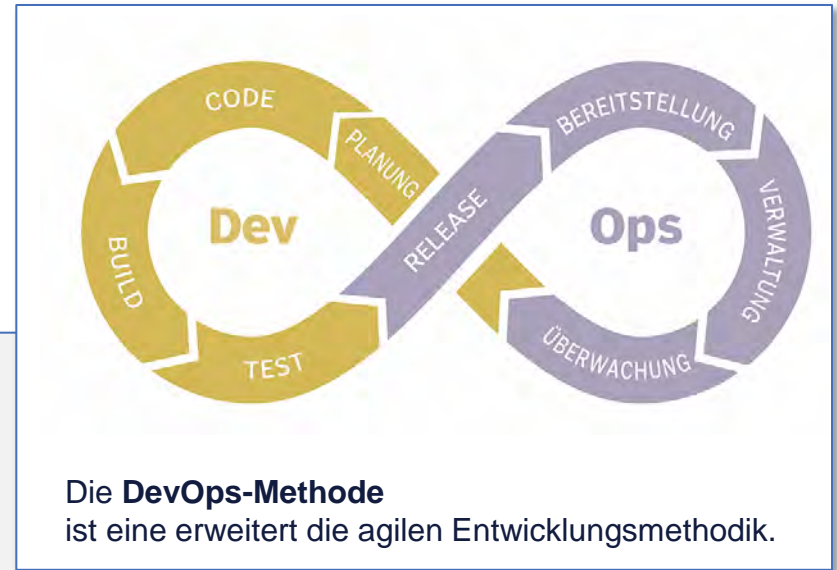 CODE
PLANUNG
BEREITSTELLUNG
Dev
RELEASE
Ops
BUILD
VERWALTUNG
TEST
ÜBERWACHUNG
Die DevOps-Methode
ist eine erweitert die agilen Entwicklungsmethodik.